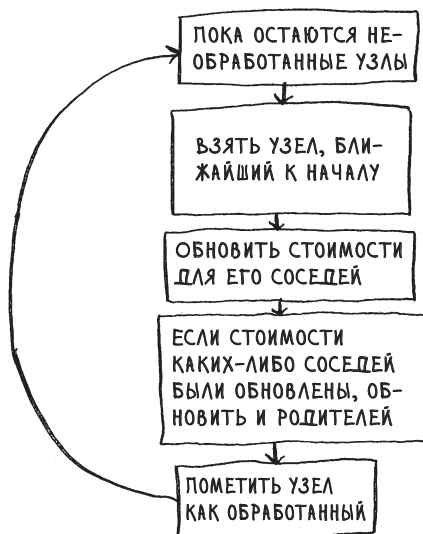 ПОКА ОСТАЮТСЯ НЕ-
ОБРАБОТАННЫЕ УЗЛЫ
ВЗЯТЬ УЗЕЛ, БЛИ-
ЖАЙШИЙ К НАЧАЛУ
ОБНОВИТЬ СТОИМОСТИ
ДЛЯ ЕГО СОСЕДЕЙ
ЕСЛИ СТОИМОСТИ
КАКИХ-ЛИБО СОСЕДЕЙ
БЫЛИ ОБНОВЛЕНЫ, ОБ-
НОВИТЬ И РОДИТЕЛЕЙ
ПОМЕТИТЬ УЗЕЛ
КАК ОБРАБОТАННЫЙ